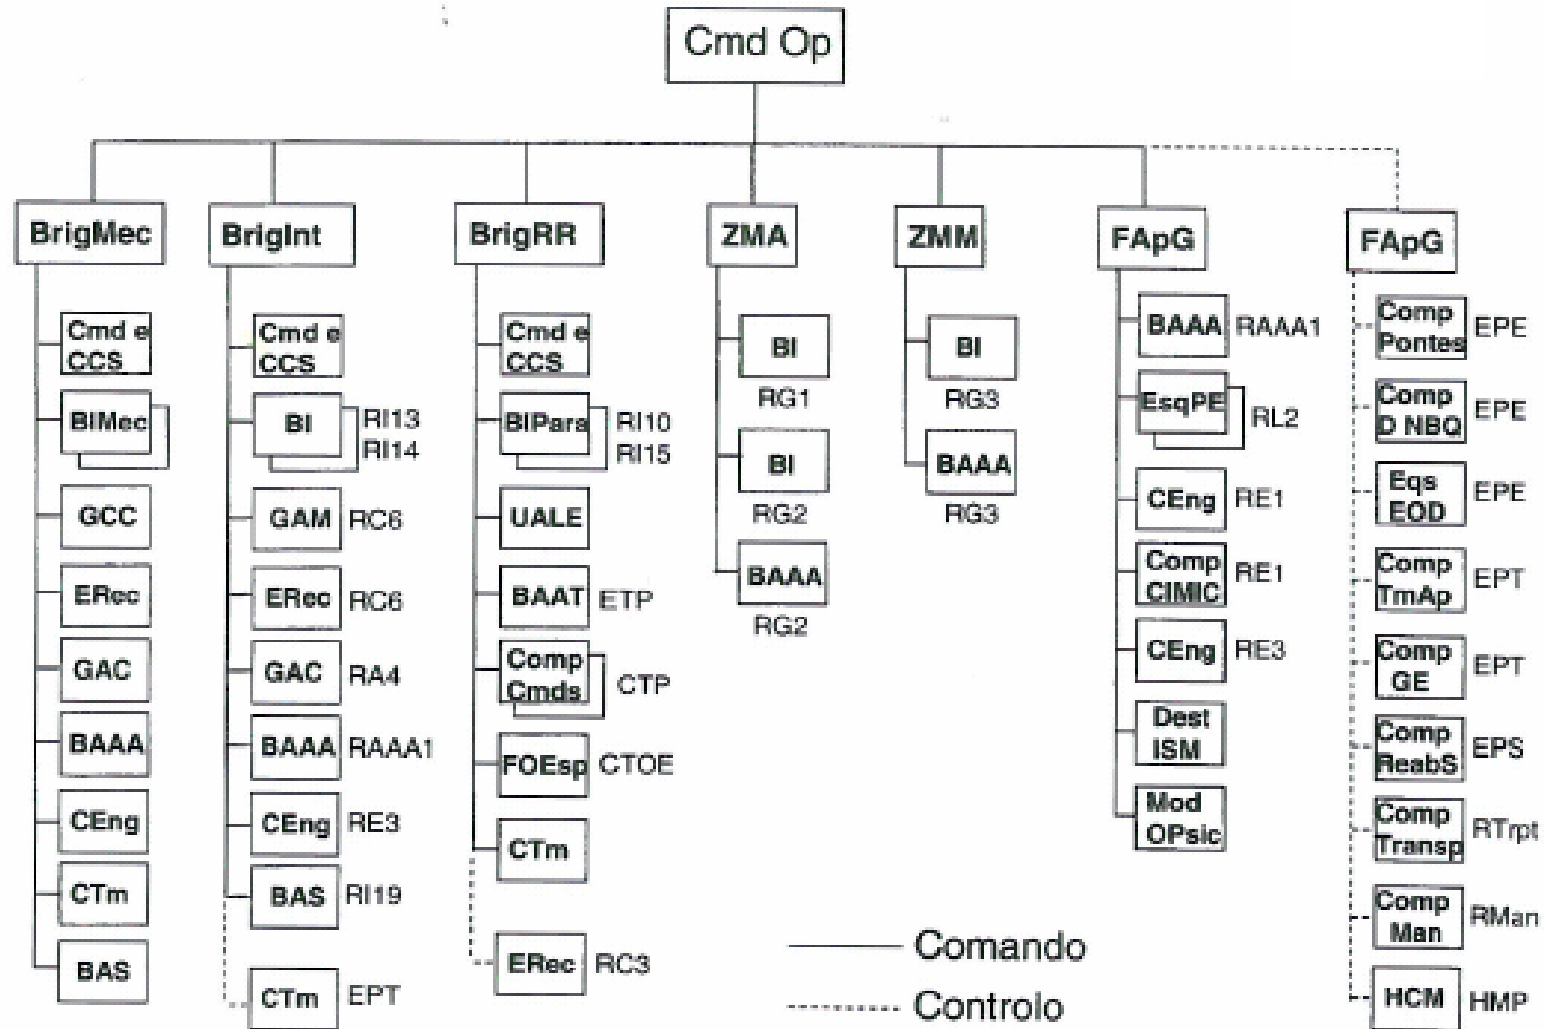 Cmd Op
BrigMec
BrigInt
BrigRR
ZMA
ZMM
FApG
FApG
Cmd e
CCS
BIMec
GCC
ERec
GAC
BAAA
CEng
CTm
BAS
Cmd e
CCS
BI
RI13
RI14
GAM RC6
ERec RC6
GAC RA4
BAAA RAAA1
CEng RE3
BAS RI19
CTm EPT
Cmd e
CCS
BIPara
RI10
RI15
UALE
BAAT ETP
Comp
Cmds
CTP
FOEsp CTOE
CTm
ERec RC3
BI
RG1
BI
RG2
BAAA
RG2
BI
RG3
BAAA
RG3
BAAA RAAA1
EsqPE
RL2
CEng RE1
Comp
CIMIC
RE1
CEng RE3
Dest
ISM
Mod
OPsic
Comp
Pontes
EPE
Comp
D NBQ
EPE
Eqs
EOD
EPE
Comp
TmAp
EPT
Comp
GE
EPT
Comp
ReabS
EPS
Comp
Transp
RTrpt
Comp
Man
RMan
HCM HMP
Comando
Controlo